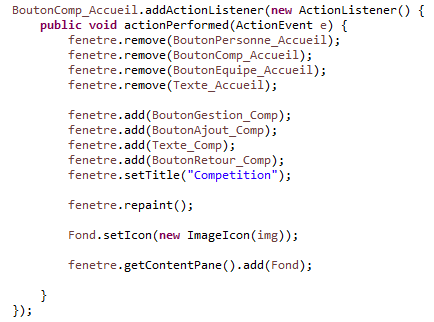 BoutonComp_Accueil.addActionListener(new ActionListener() {
public void actionPerformed(ActionEvent e) {
fenetre.remove(BoutonPersonne_Accueil);
fenetre.remove(BoutonComp_Accueil);
fenetre.remove(BoutonEquipe_Accueil);
fenetre.remove(Texte_Accueil);
fenetre.add(BoutonGestion_Comp);
fenetre.add(BoutonAjout_Comp);
fenetre.add(Texte_Comp);
fenetre.add(BoutonRetour_Comp);
fenetre.setTitle("Competition");
fenetre.repaint();
Fond.setIcon(new ImageIcon(img));
fenetre.getContentPane().add(Fond);
}
});